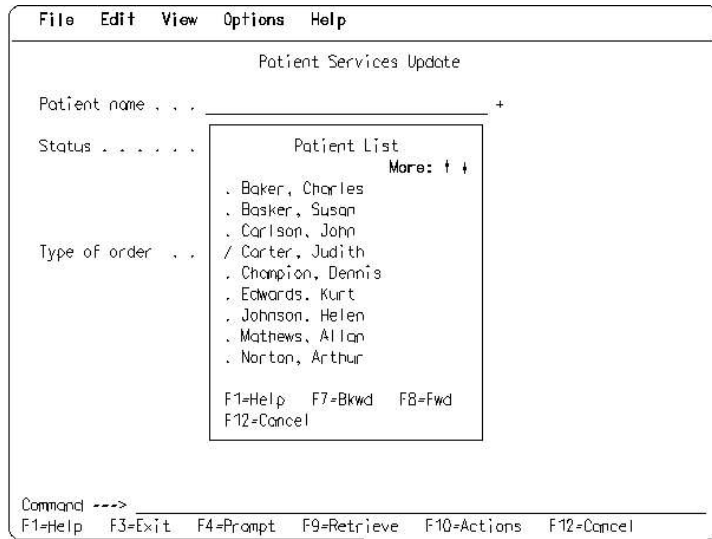 File Edit View Options Help
Patient Services Update
Patient name . . . ____________________ +
Status . . . . . .
Patient List
More: ↑ ↓
. Baker, Charles
. Basker, Susan
. Carlson, John
Type of order . .
/ Carter, Judith
. Champion, Dennis
. Edwards, Kurt
. Johnson, Helen
. Mathews, Allan
. Norton, Arthur
F1=Help F7=Bkwd F8=Fwd
F12=Cancel
Command ---> ____________________
F1=Help F3=Exit F4=Prompt F9=Retrieve F10=Actions F12=Cancel